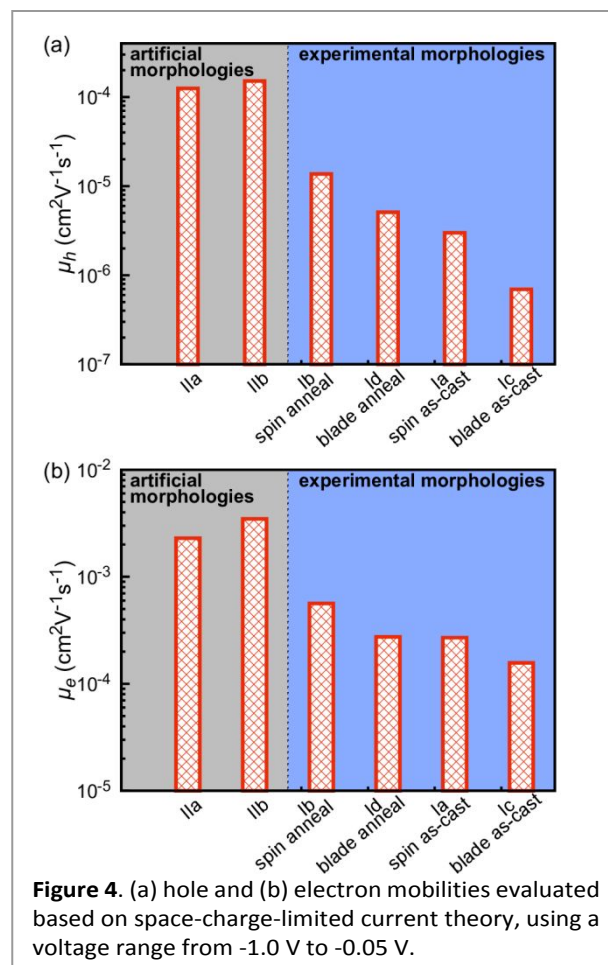 (a)
artificial
morphologies
experimental morphologies
10⁻⁴
10⁻⁵
10⁻⁶
10⁻⁷
μₕ (cm²V⁻¹s⁻¹)
IIa
IIb
Ib
spin anneal
Id
blade anneal
Ia
spin as-cast
Ic
blade as-cast
(b)
artificial
morphologies
experimental morphologies
10⁻²
10⁻³
10⁻⁴
10⁻⁵
μₑ (cm²V⁻¹s⁻¹)
IIa
IIb
Ib
spin anneal
Id
blade anneal
Ia
spin as-cast
Ic
blade as-cast
Figure 4. (a) hole and (b) electron mobilities evaluated
based on space-charge-limited current theory, using a
voltage range from -1.0 V to -0.05 V.